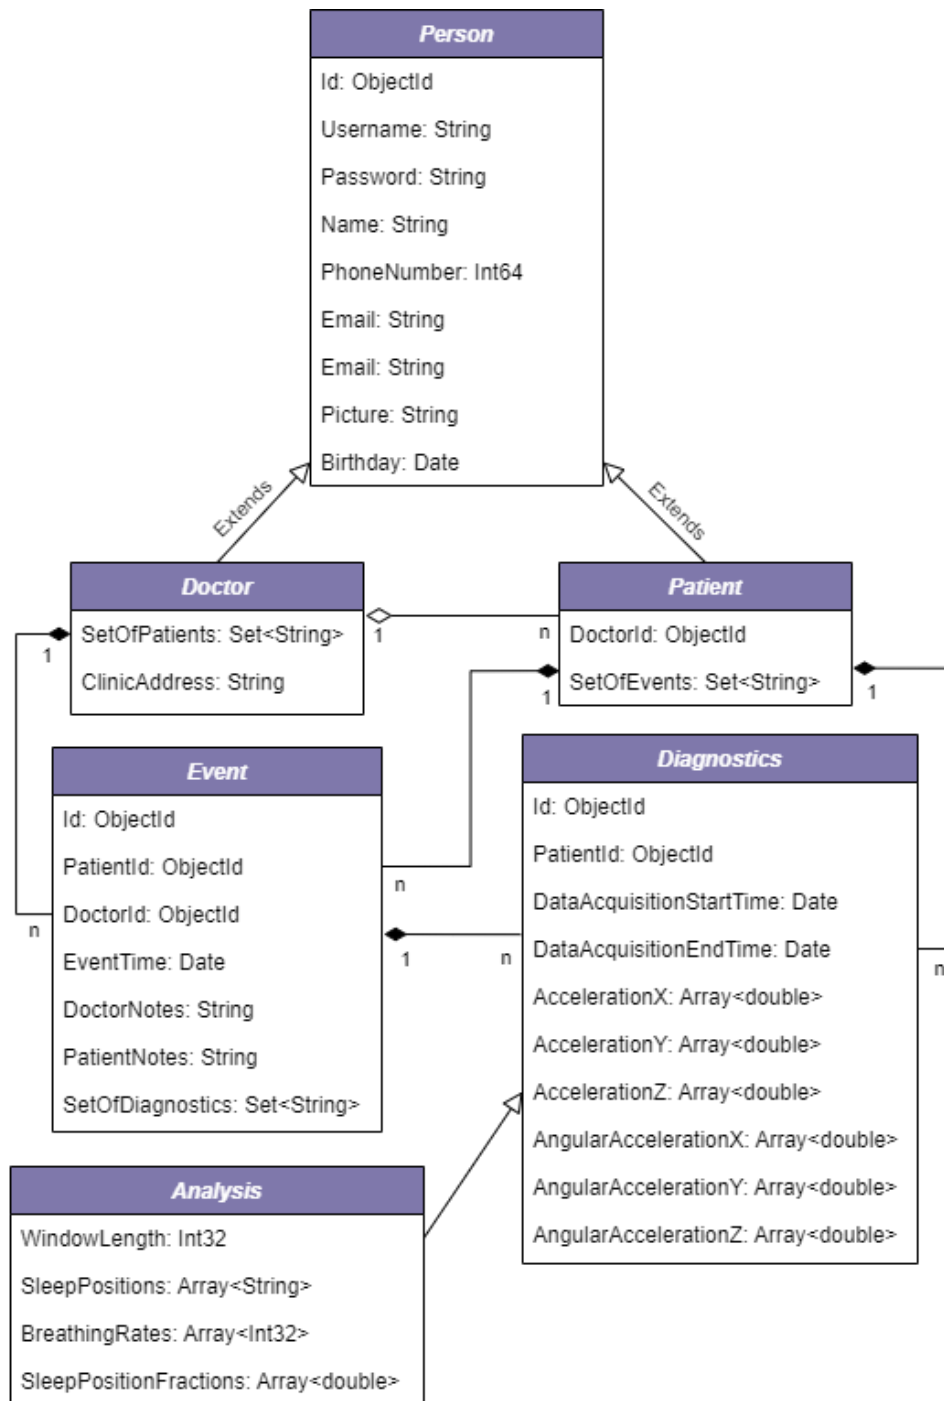 Person
Id: ObjectId
Username: String
Password: String
Name: String
PhoneNumber: Int64
Email: String
Email: String
Picture: String
Birthday: Date
Extends
Extends
Doctor
SetOfPatients: Set<String>
ClinicAddress: String
1
n
1
n
Patient
DoctorId: ObjectId
SetOfEvents: Set<String>
1
n
1
n
Event
Id: ObjectId
PatientId: ObjectId
DoctorId: ObjectId
EventTime: Date
DoctorNotes: String
PatientNotes: String
SetOfDiagnostics: Set<String>
1
n
Diagnostics
Id: ObjectId
PatientId: ObjectId
DataAcquisitionStartTime: Date
DataAcquisitionEndTime: Date
AccelerationX: Array<double>
AccelerationY: Array<double>
AccelerationZ: Array<double>
AngularAccelerationX: Array<double>
AngularAccelerationY: Array<double>
AngularAccelerationZ: Array<double>
Analysis
WindowLength: Int32
SleepPositions: Array<String>
BreathingRates: Array<Int32>
SleepPositionFractions: Array<double>